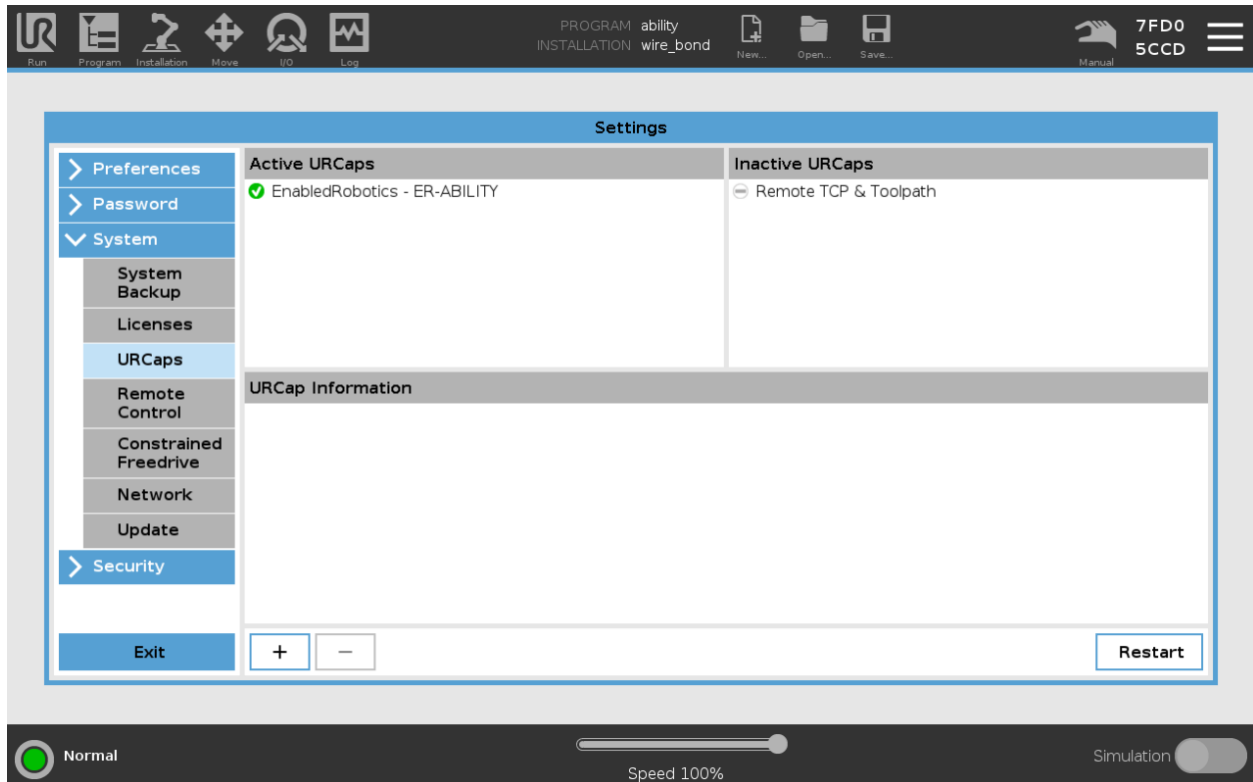 PROGRAM ability
INSTALLATION wire_bond
Run
Program
Installation
Move
I/O
Log
New...
Open...
Save...
Manual
7FD0
5CCD
Settings
Preferences
Password
System
System
Backup
Licenses
URCaps
Remote
Control
Constrained
Freedrive
Network
Update
Security
Exit
Active URCaps
EnabledRobotics - ER-ABILITY
Inactive URCaps
Remote TCP & Toolpath
URCap Information
+
−
Restart
Normal
Speed 100%
Simulation